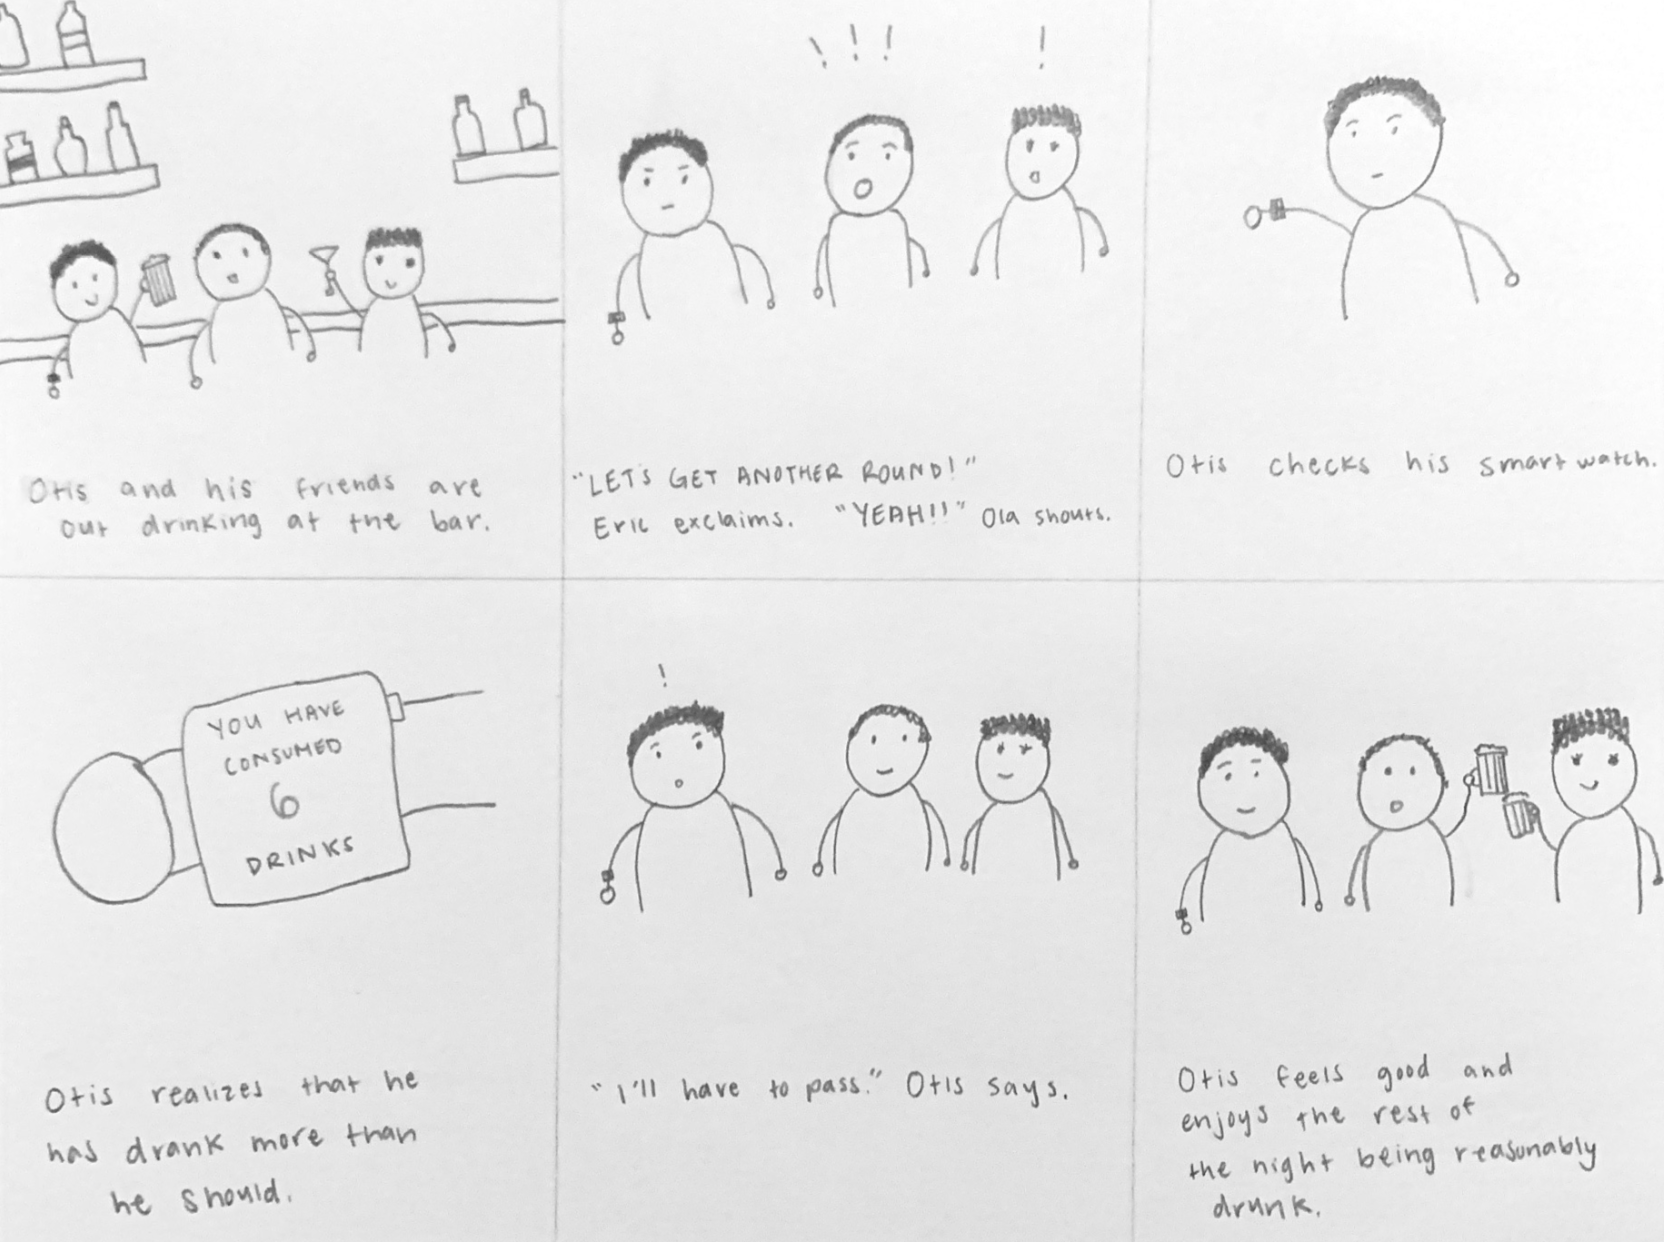 Otis and his friends are
out drinking at the bar.
"LET'S GET ANOTHER ROUND!"
Eric exclaims. "YEAH!!" Ola shouts.
Otis checks his smartwatch.
YOU HAVE
CONSUMED
6
DRINKS
Otis realizes that he
has drank more than
he should.
"I'll have to pass." Otis says.
Otis feels good and
enjoys the rest of
the night being reasonably
drunk.